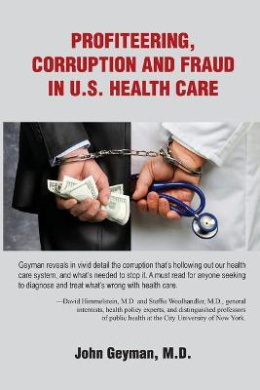 PROFITEERING,
CORRUPTION AND FRAUD
IN U.S. HEALTH CARE
Geyman reveals in vivid detail the corruption that's hollowing out our health
care system, and what's needed to stop it. A must read for anyone seeking
to diagnose and treat what's wrong with health care.
—David Himmelstein, M.D. and Steffie Woolhandler, M.D., general
internists, health policy experts, and distinguished professors
of public health at the City University of New York.
John Geyman, M.D.